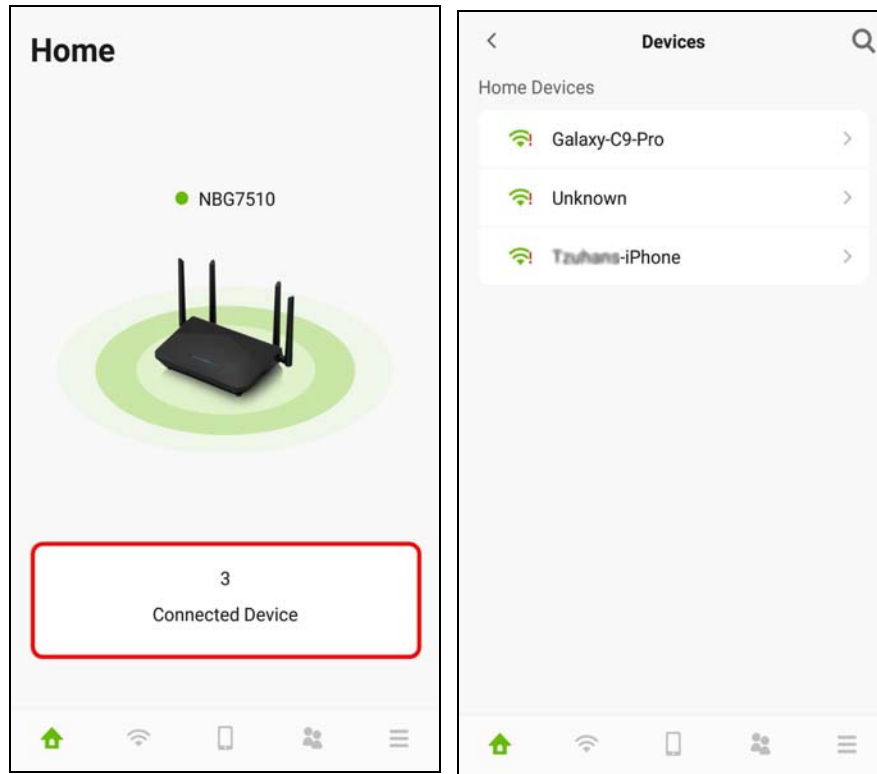 Home
NBG7510
3
Connected Device
Devices
Home Devices
Galaxy-C9-Pro
Unknown
-iPhone